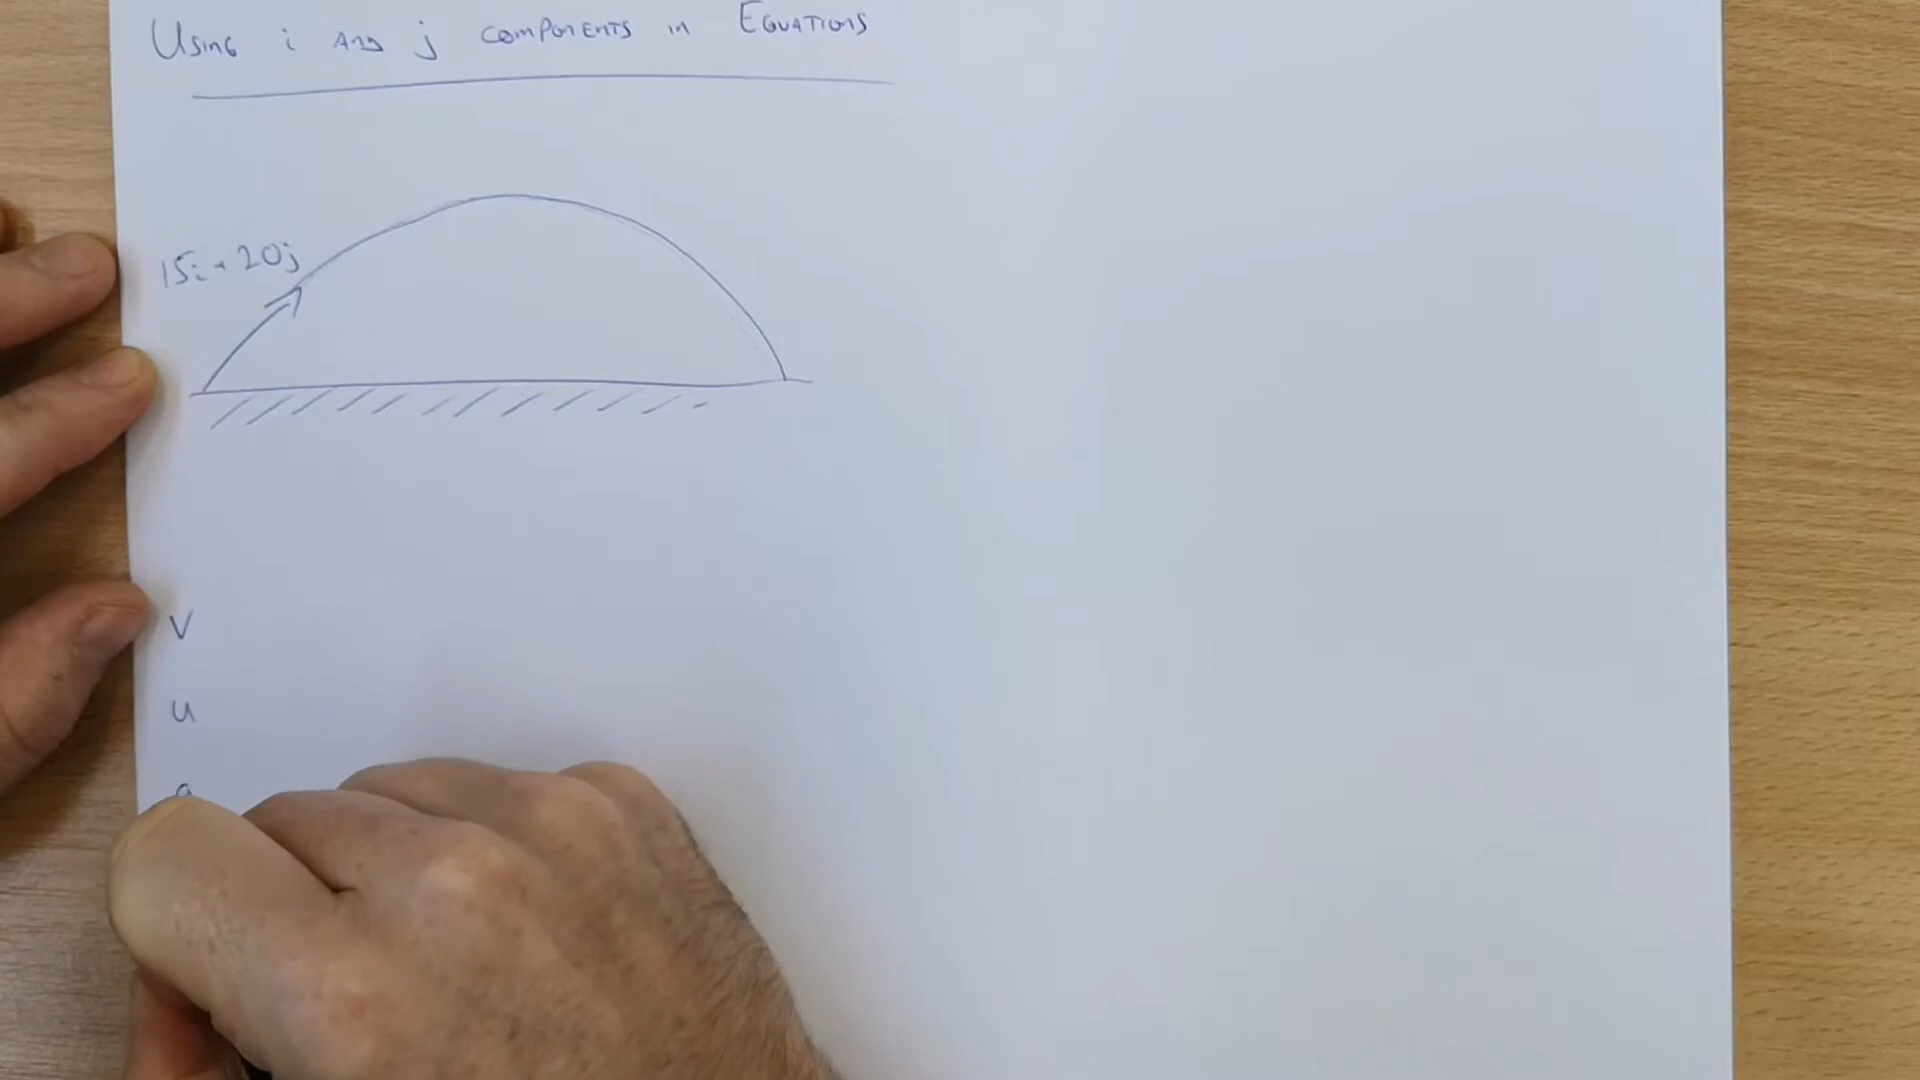 Using i and j components in Equations
15i + 20j
v
u
a